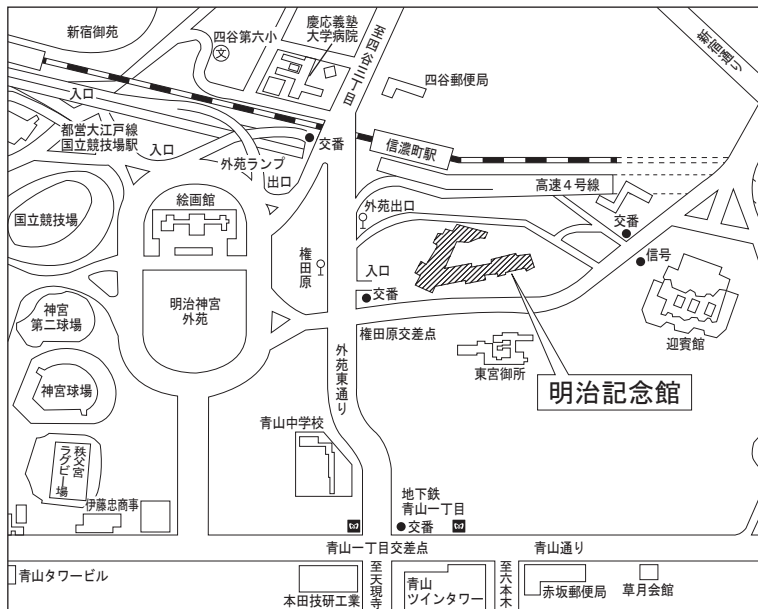 新宿御苑
四谷第六小
文
慶応義塾
大学病院
至四谷三丁目
新宿通り
四谷郵便局
入口
都営大江戸線
国立競技場駅
入口
交番
信濃町駅
外苑ランプ
出口
高速4号線
絵画館
外苑出口
国立競技場
交番
権田原
信号
入口
交番
明治神宮
外苑
神宮
第二球場
権田原交差点
迎賓館
東宮御所
外苑東通り
明治記念館
神宮球場
青山中学校
秩父宮
ラグビー場
地下鉄
青山一丁目
伊藤忠商事
交番
青山一丁目交差点
青山通り
青山タワービル
至天現寺
至六本木
本田技研工業
青山
ツインタワー
赤坂郵便局
草月会館